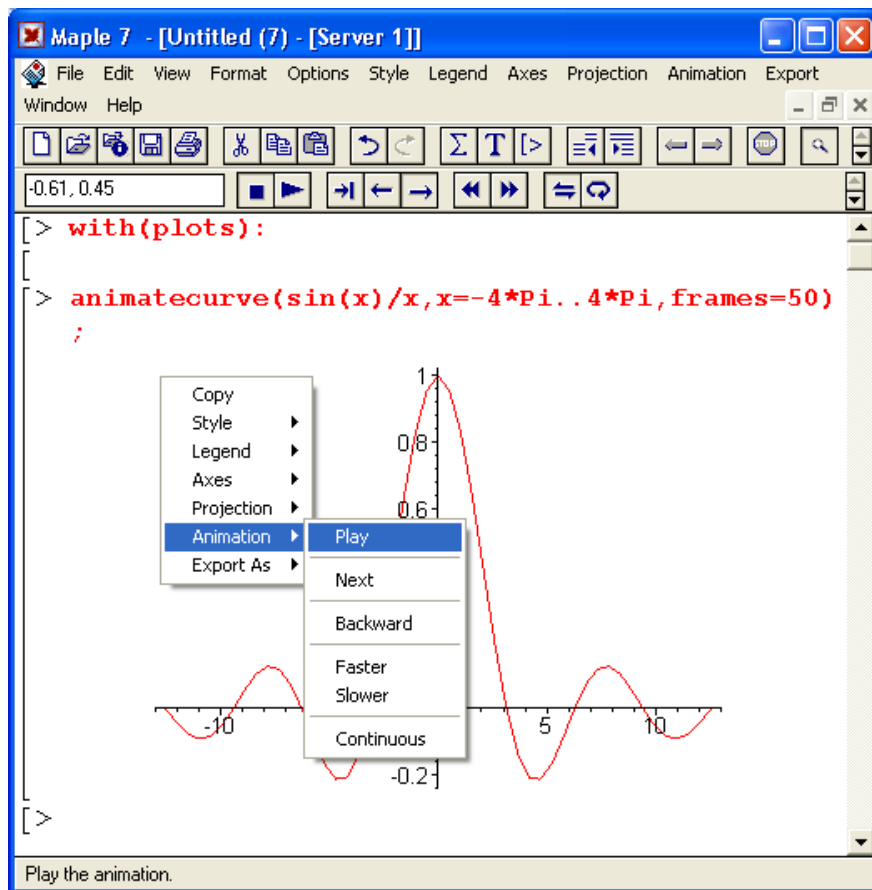 Maple 7 - [Untitled (7) - [Server 1]]
File Edit View Format Options Style Legend Axes Projection Animation Export
Window Help
STOP
-0.61, 0.45
[> with(plots):
[> animatecurve(sin(x)/x,x=-4*Pi..4*Pi,frames=50)
;
1
0.8
0.6
-10
5
10
-0.2
Copy
Style
Legend
Axes
Projection
Animation
Export As
Play
Next
Backward
Faster
Slower
Continuous
[>
Play the animation.